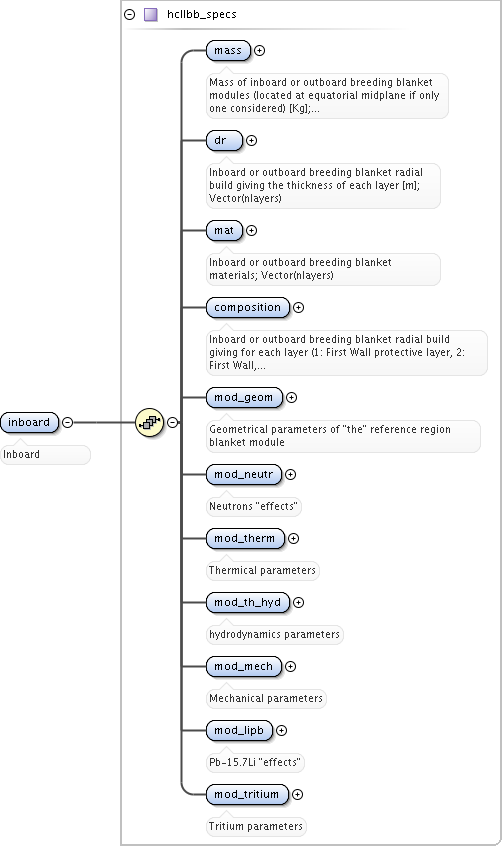 hcllbb_specs
mass
Mass of inboard or outboard breeding blanket
modules (located at equatorial midplane if only
one considered) [Kg];...
dr
Inboard or outboard breeding blanket radial
build giving the thickness of each layer [m];
Vector(nlayers)
mat
Inboard or outboard breeding blanket
materials; Vector(nlayers)
composition
Inboard or outboard breeding blanket radial build
giving for each layer (1: First Wall protective layer, 2:
First Wall,...
mod_geom
Geometrical parameters of "the" reference region
blanket module
inboard
Inboard
mod_neutr
Neutrons "effects"
mod_therm
Thermical parameters
mod_th_hyd
hydrodynamics parameters
mod_mech
Mechanical parameters
mod_lipb
Pb-15.7Li "effects"
mod_tritium
Tritium parameters